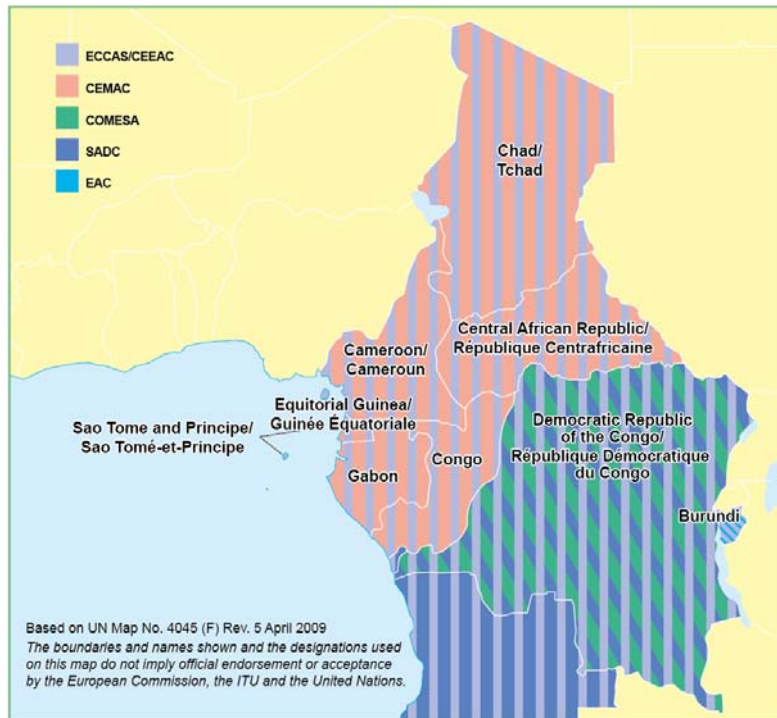 ECCAS/CEEAC
CEMAC
COMESA
SADC
EAC
Chad/
Tchad
Central African Republic/
République Centrafricaine
Cameroon/
Cameroun
Equitorial Guinea/
Guinée Équatoriale
Sao Tome and Principe/
Sao Tomé-et-Principe
Gabon
Congo
Democratic Republic
of the Congo/
République Démocratique
du Congo
Burundi
Based on UN Map No. 4045 (F) Rev. 5 April 2009
The boundaries and names shown and the designations used
on this map do not imply official endorsement or acceptance
by the European Commission, the ITU and the United Nations.